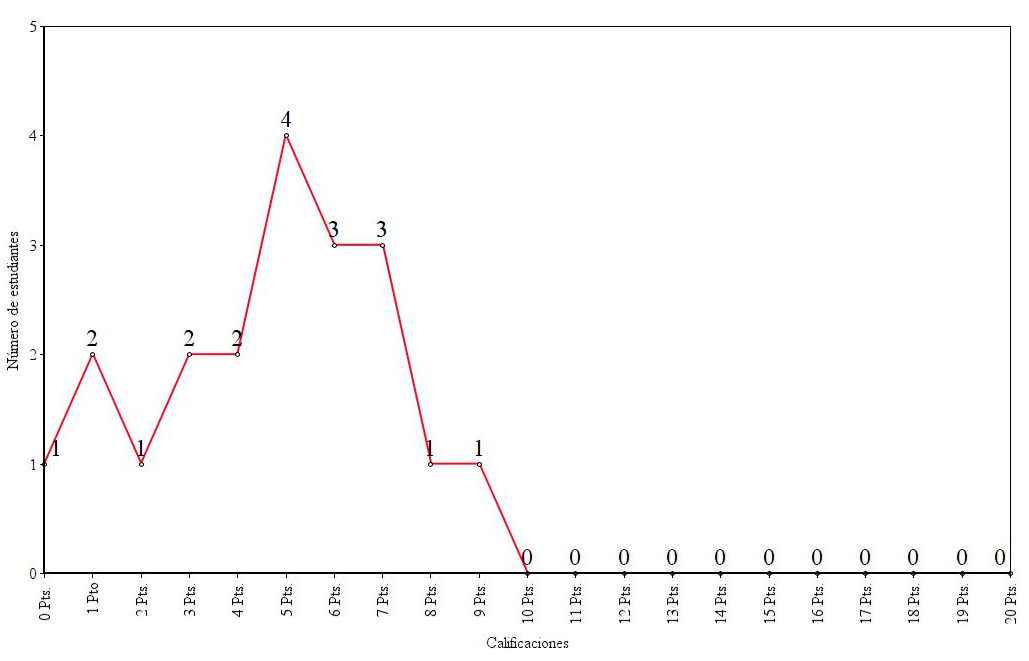 5
4
3
2
1
0
Número de estudiantes
1
2
1
2
2
4
3
3
1
1
0
0
0
0
0
0
0
0
0
0
0
0 Pts.
1 Pto
2 Pts.
3 Pts.
4 Pts.
5 Pts.
6 Pts.
7 Pts.
8 Pts.
9 Pts.
10 Pts.
11 Pts.
12 Pts.
13 Pts.
14 Pts.
15 Pts.
16 Pts.
17 Pts.
18 Pts.
19 Pts.
20 Pts.
Calificaciones